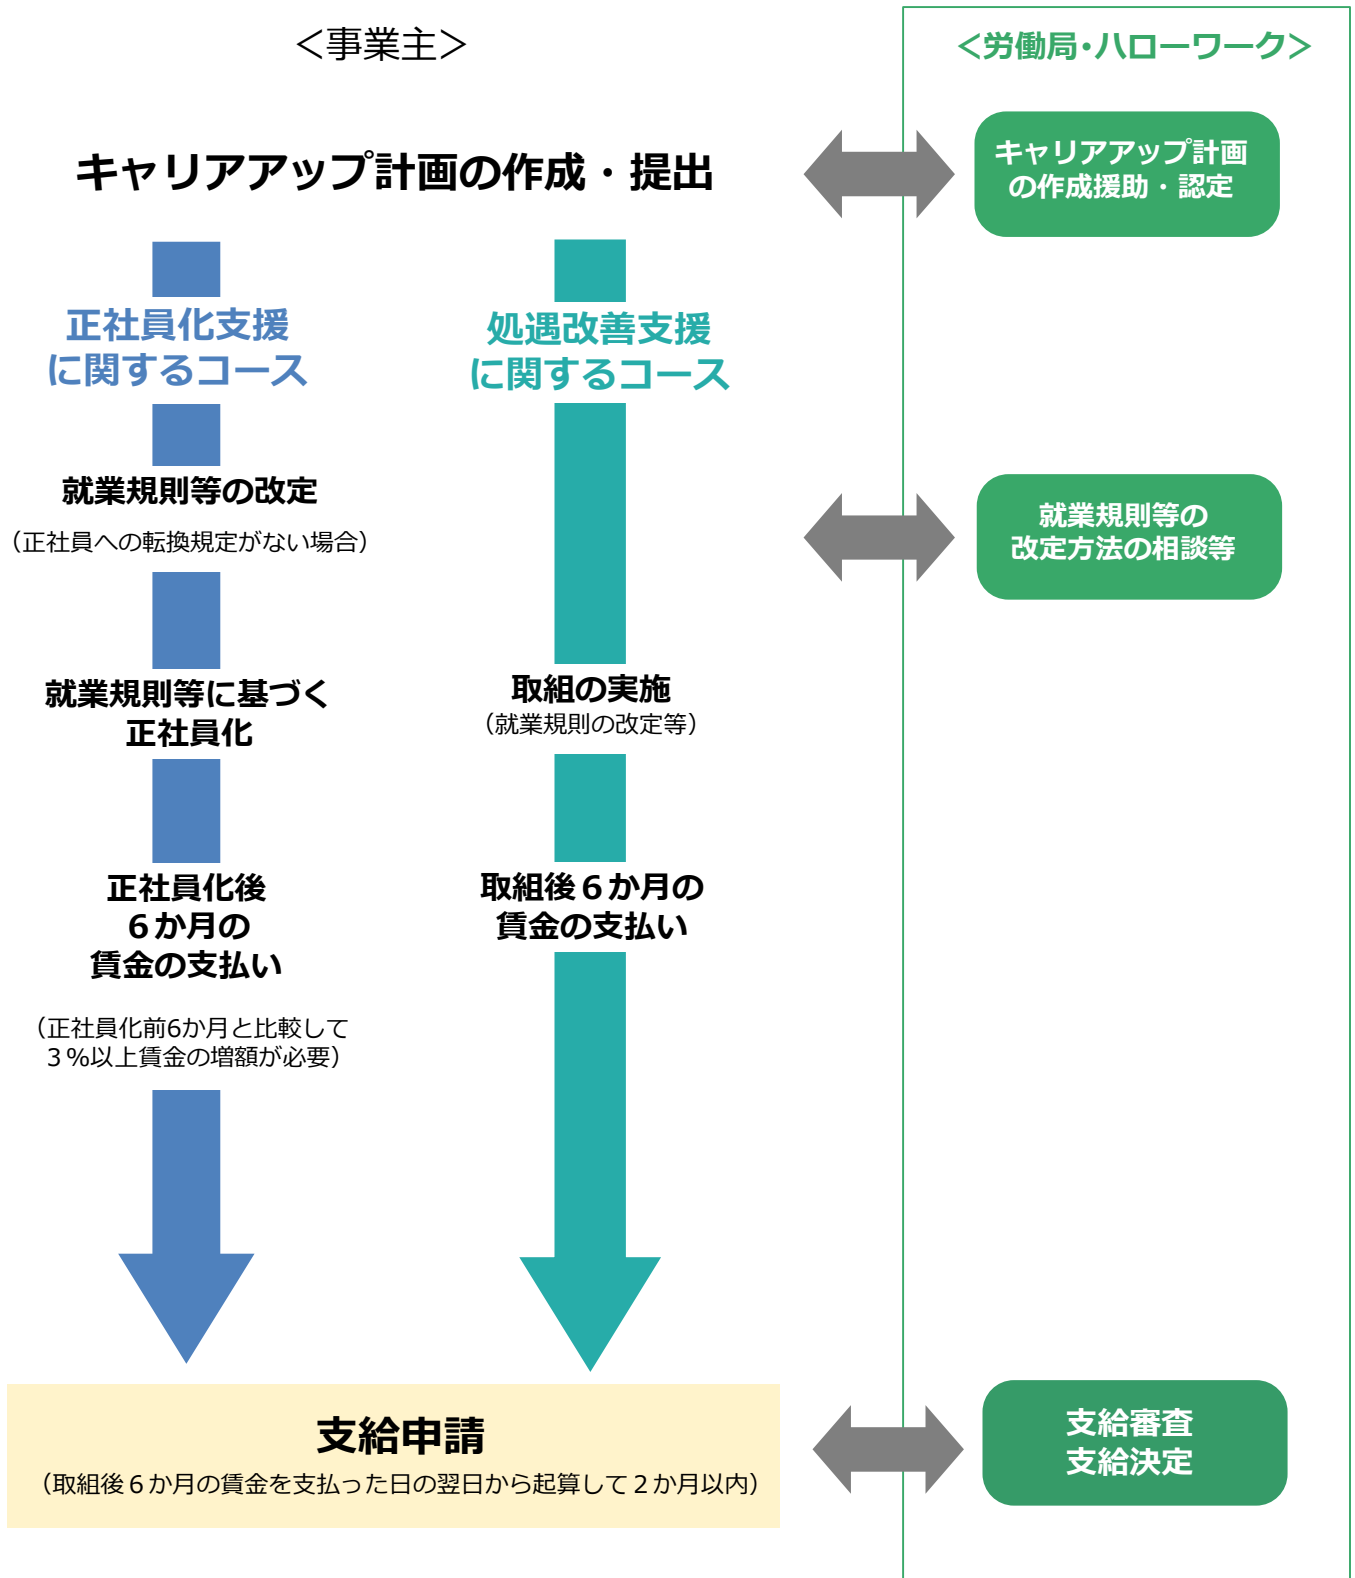 ＜事業主＞
＜労働局・ハローワーク＞
キャリアアップ計画の作成・提出
キャリアアップ計画
の作成援助・認定
正社員化支援
に関するコース
処遇改善支援
に関するコース
就業規則等の改定
（正社員への転換規定がない場合）
就業規則等の
改定方法の相談等
就業規則等に基づく
正社員化
取組の実施
（就業規則の改定等）
正社員化後
６か月の
賃金の支払い
（正社員化前6か月と比較して
３％以上賃金の増額が必要）
取組後６か月の
賃金の支払い
支給申請
（取組後６か月の賃金を支払った日の翌日から起算して２か月以内）
支給審査
支給決定